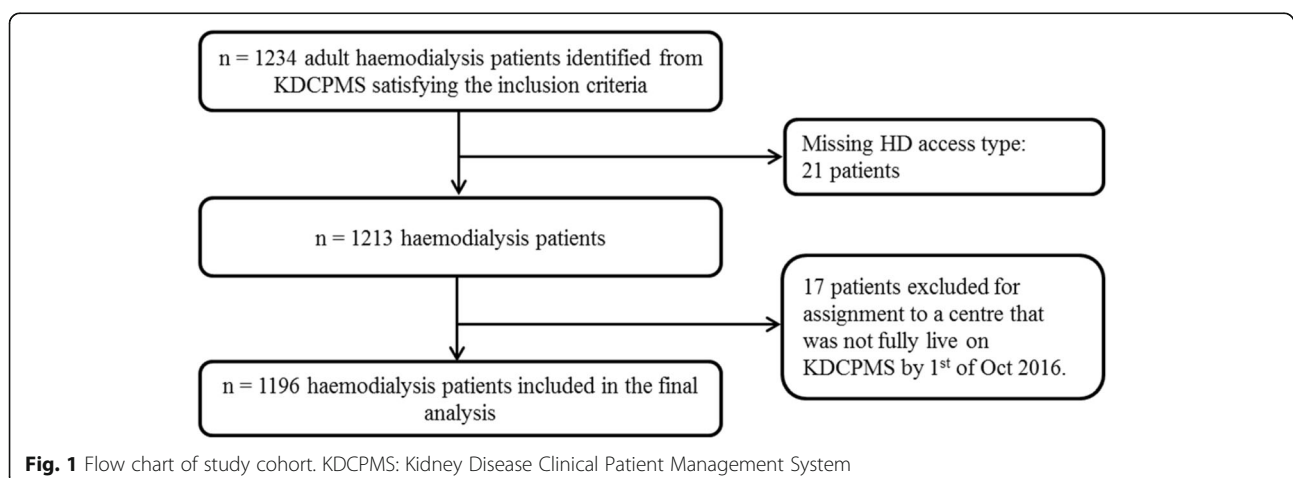 n = 1234 adult haemodialysis patients identified from
KDCPMS satisfying the inclusion criteria
Missing HD access type:
21 patients
n = 1213 haemodialysis patients
17 patients excluded for
assignment to a centre that
was not fully live on
KDCPMS by 1st of Oct 2016.
n = 1196 haemodialysis patients included in the final
analysis
Fig. 1 Flow chart of study cohort. KDCPMS: Kidney Disease Clinical Patient Management System